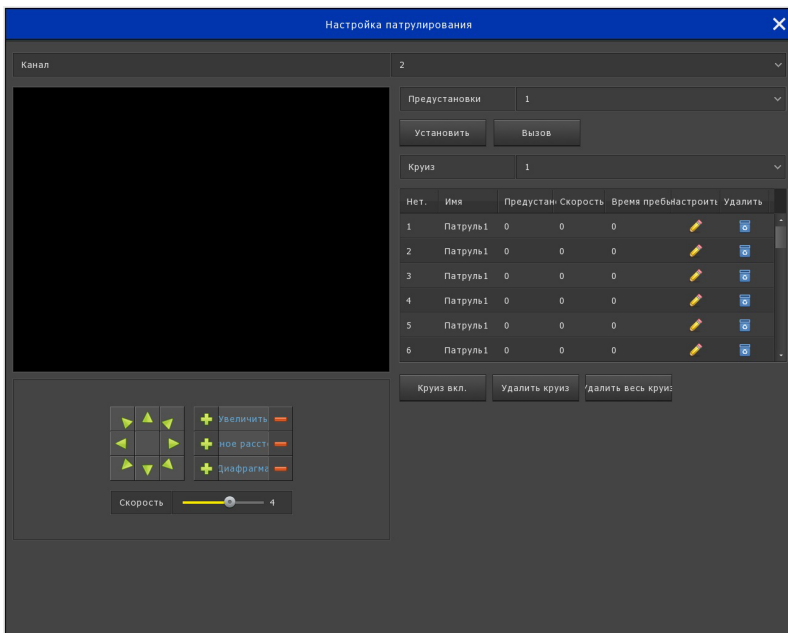 Настройка патрулирования
Канал 2
Предустановки 1
Установить Вызов
Круиз 1
Нет. Имя Предустан Скорость Время пребы Настроить Удалить
1 Патруль1 0 0 0
2 Патруль1 0 0 0
3 Патруль1 0 0 0
4 Патруль1 0 0 0
5 Патруль1 0 0 0
6 Патруль1 0 0 0
Круиз вкл. Удалить круиз Удалить весь круиз
Увеличить
ное рассто
Диафрагма
Скорость 4